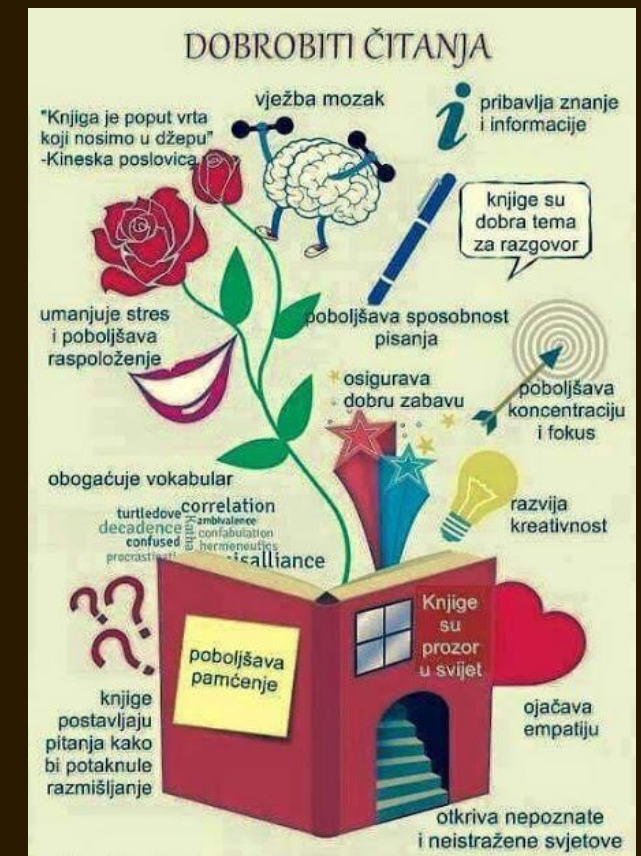 DOBROBITI ČITANJA
"Knjiga je poput vrta
koji nosimo u džepu"
-Kineska poslovica
vježba mozak
pribavlja znanje
i informacije
knjige su
dobra tema
za razgovor
umanjuje stres
i poboljšava
raspoloženje
poboljšava sposobnost
pisanja
osigurava
dobru zabavu
poboljšava
koncentraciju
i fokus
obogaćuje vokabular
turtledove
correlation
decadence
ambivalence
confused
confabulation
hermeneutics
razvija
kreativnost
Knjige
su
prozor
u svijet
poboljšava
pamćenje
knjige
postavljaju
pitanja kako
bi potaknule
razmišljanje
ojačava
empatiju
otkriva nepoznate
i neistražene svjetove